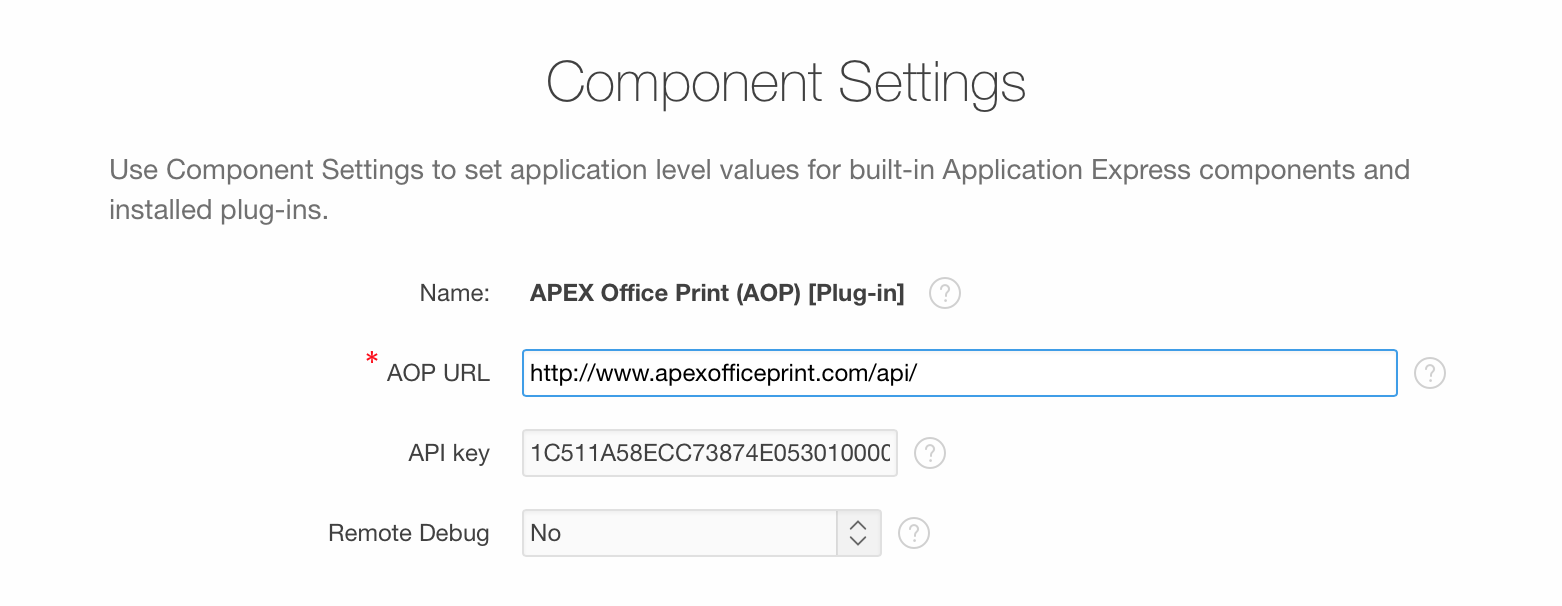 Component Settings
Use Component Settings to set application level values for built-in Application Express components and
installed plug-ins.
Name: APEX Office Print (AOP) [Plug-in] ?
* AOP URL http://www.apexofficeprint.com/api/ ?
API key 1C511A58ECC73874E053010000 ?
Remote Debug No ?